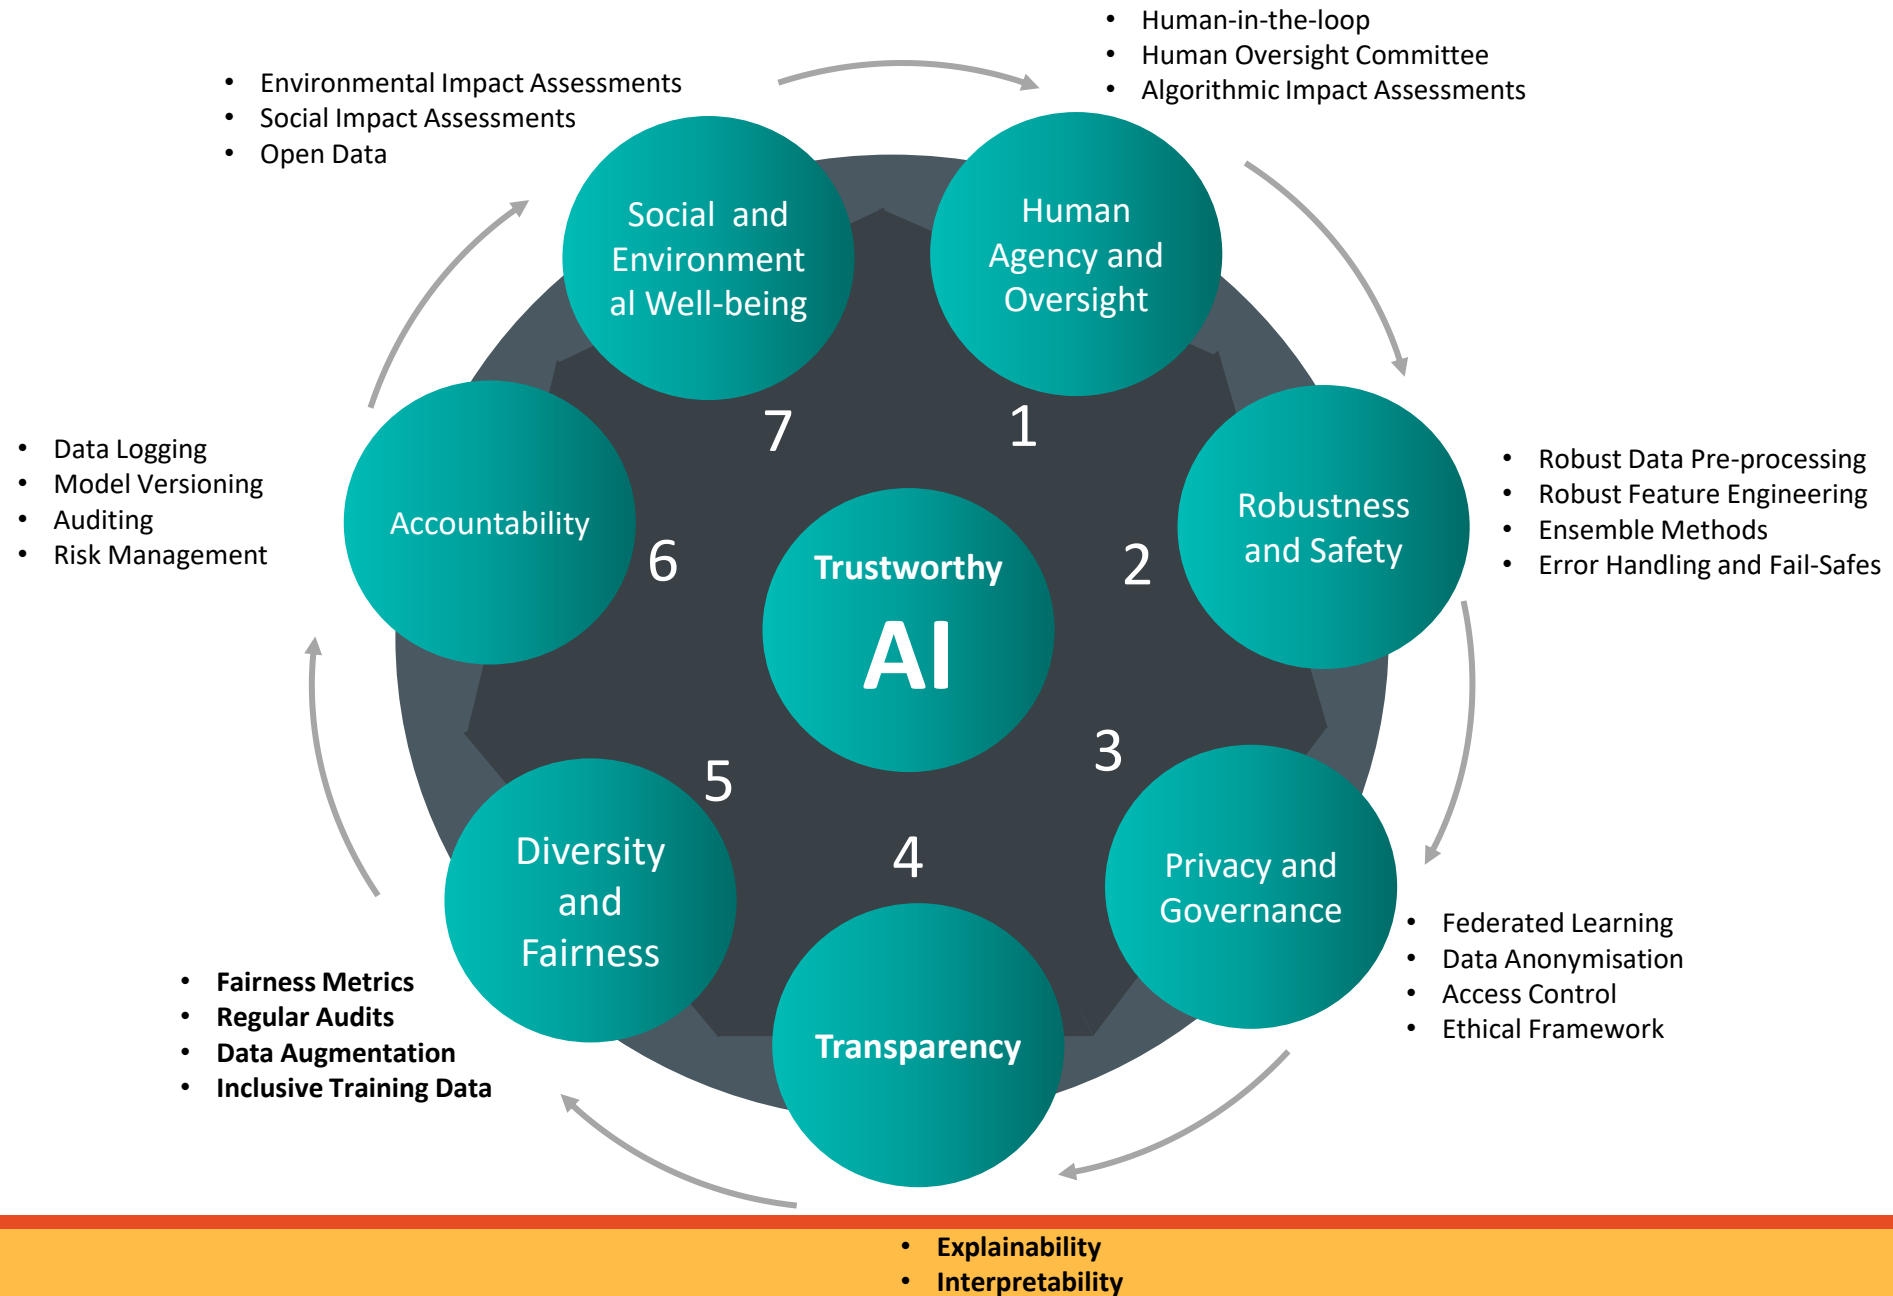 • Human-in-the-loop
• Human Oversight Committee
• Algorithmic Impact Assessments
• Environmental Impact Assessments
• Social Impact Assessments
• Open Data
Social and
Environment
al Well-being
Human
Agency and
Oversight
7
1
• Data Logging
• Model Versioning
• Auditing
• Risk Management
Accountability
6
Trustworthy
AI
2
Robustness
and Safety
• Robust Data Pre-processing
• Robust Feature Engineering
• Ensemble Methods
• Error Handling and Fail-Safes
5
3
4
Diversity
and
Fairness
Privacy and
Governance
• Federated Learning
• Data Anonymisation
• Access Control
• Ethical Framework
• Fairness Metrics
• Regular Audits
• Data Augmentation
• Inclusive Training Data
Transparency
• Explainability
• Interpretability